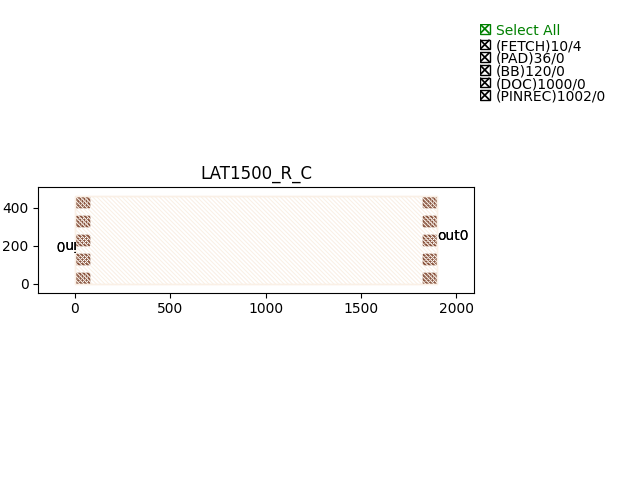 Select All
(FETCH)10/4
(PAD)36/0
(BB)120/0
(DOC)1000/0
(PINREC)1002/0
LAT1500_R_C
400
200
0
in0
out0
0
500
1000
1500
2000